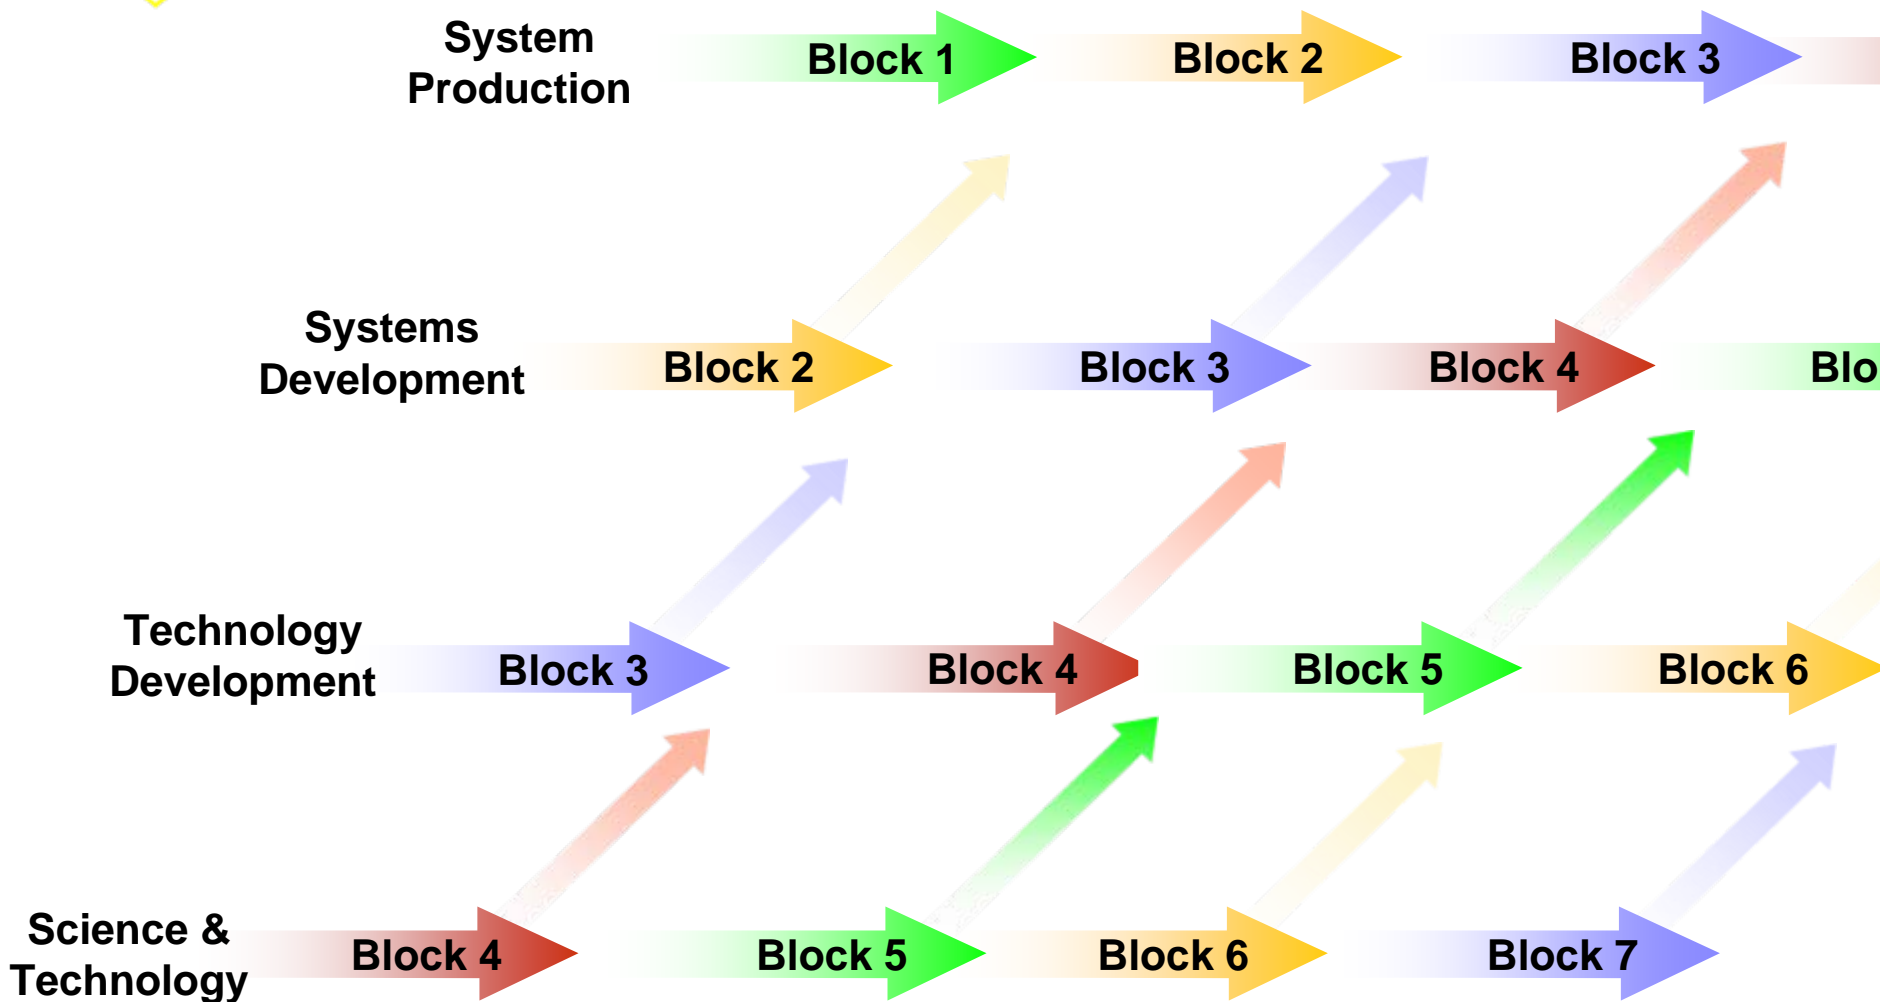 System
Production
Block 1
Block 2
Block 3
Systems
Development
Block 2
Block 3
Block 4
Blo
Technology
Development
Block 3
Block 4
Block 5
Block 6
Science &
Technology
Block 4
Block 5
Block 6
Block 7